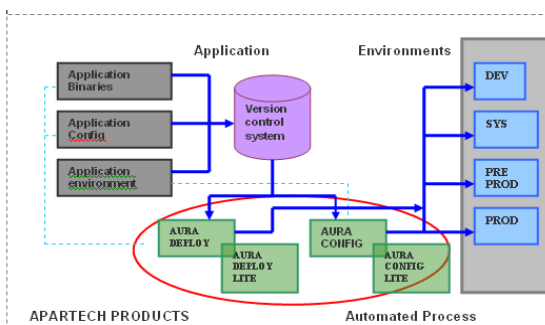 Application
Environments
Application
Binaries
Application
Config
Application
environment
Version
control
system
DEV
SYS
PRE
PROD
PROD
AURA
DEPLOY
AURA
DEPLOY
LITE
AURA
CONFIG
AURA
CONFIG
LITE
APARTECH PRODUCTS
Automated Process